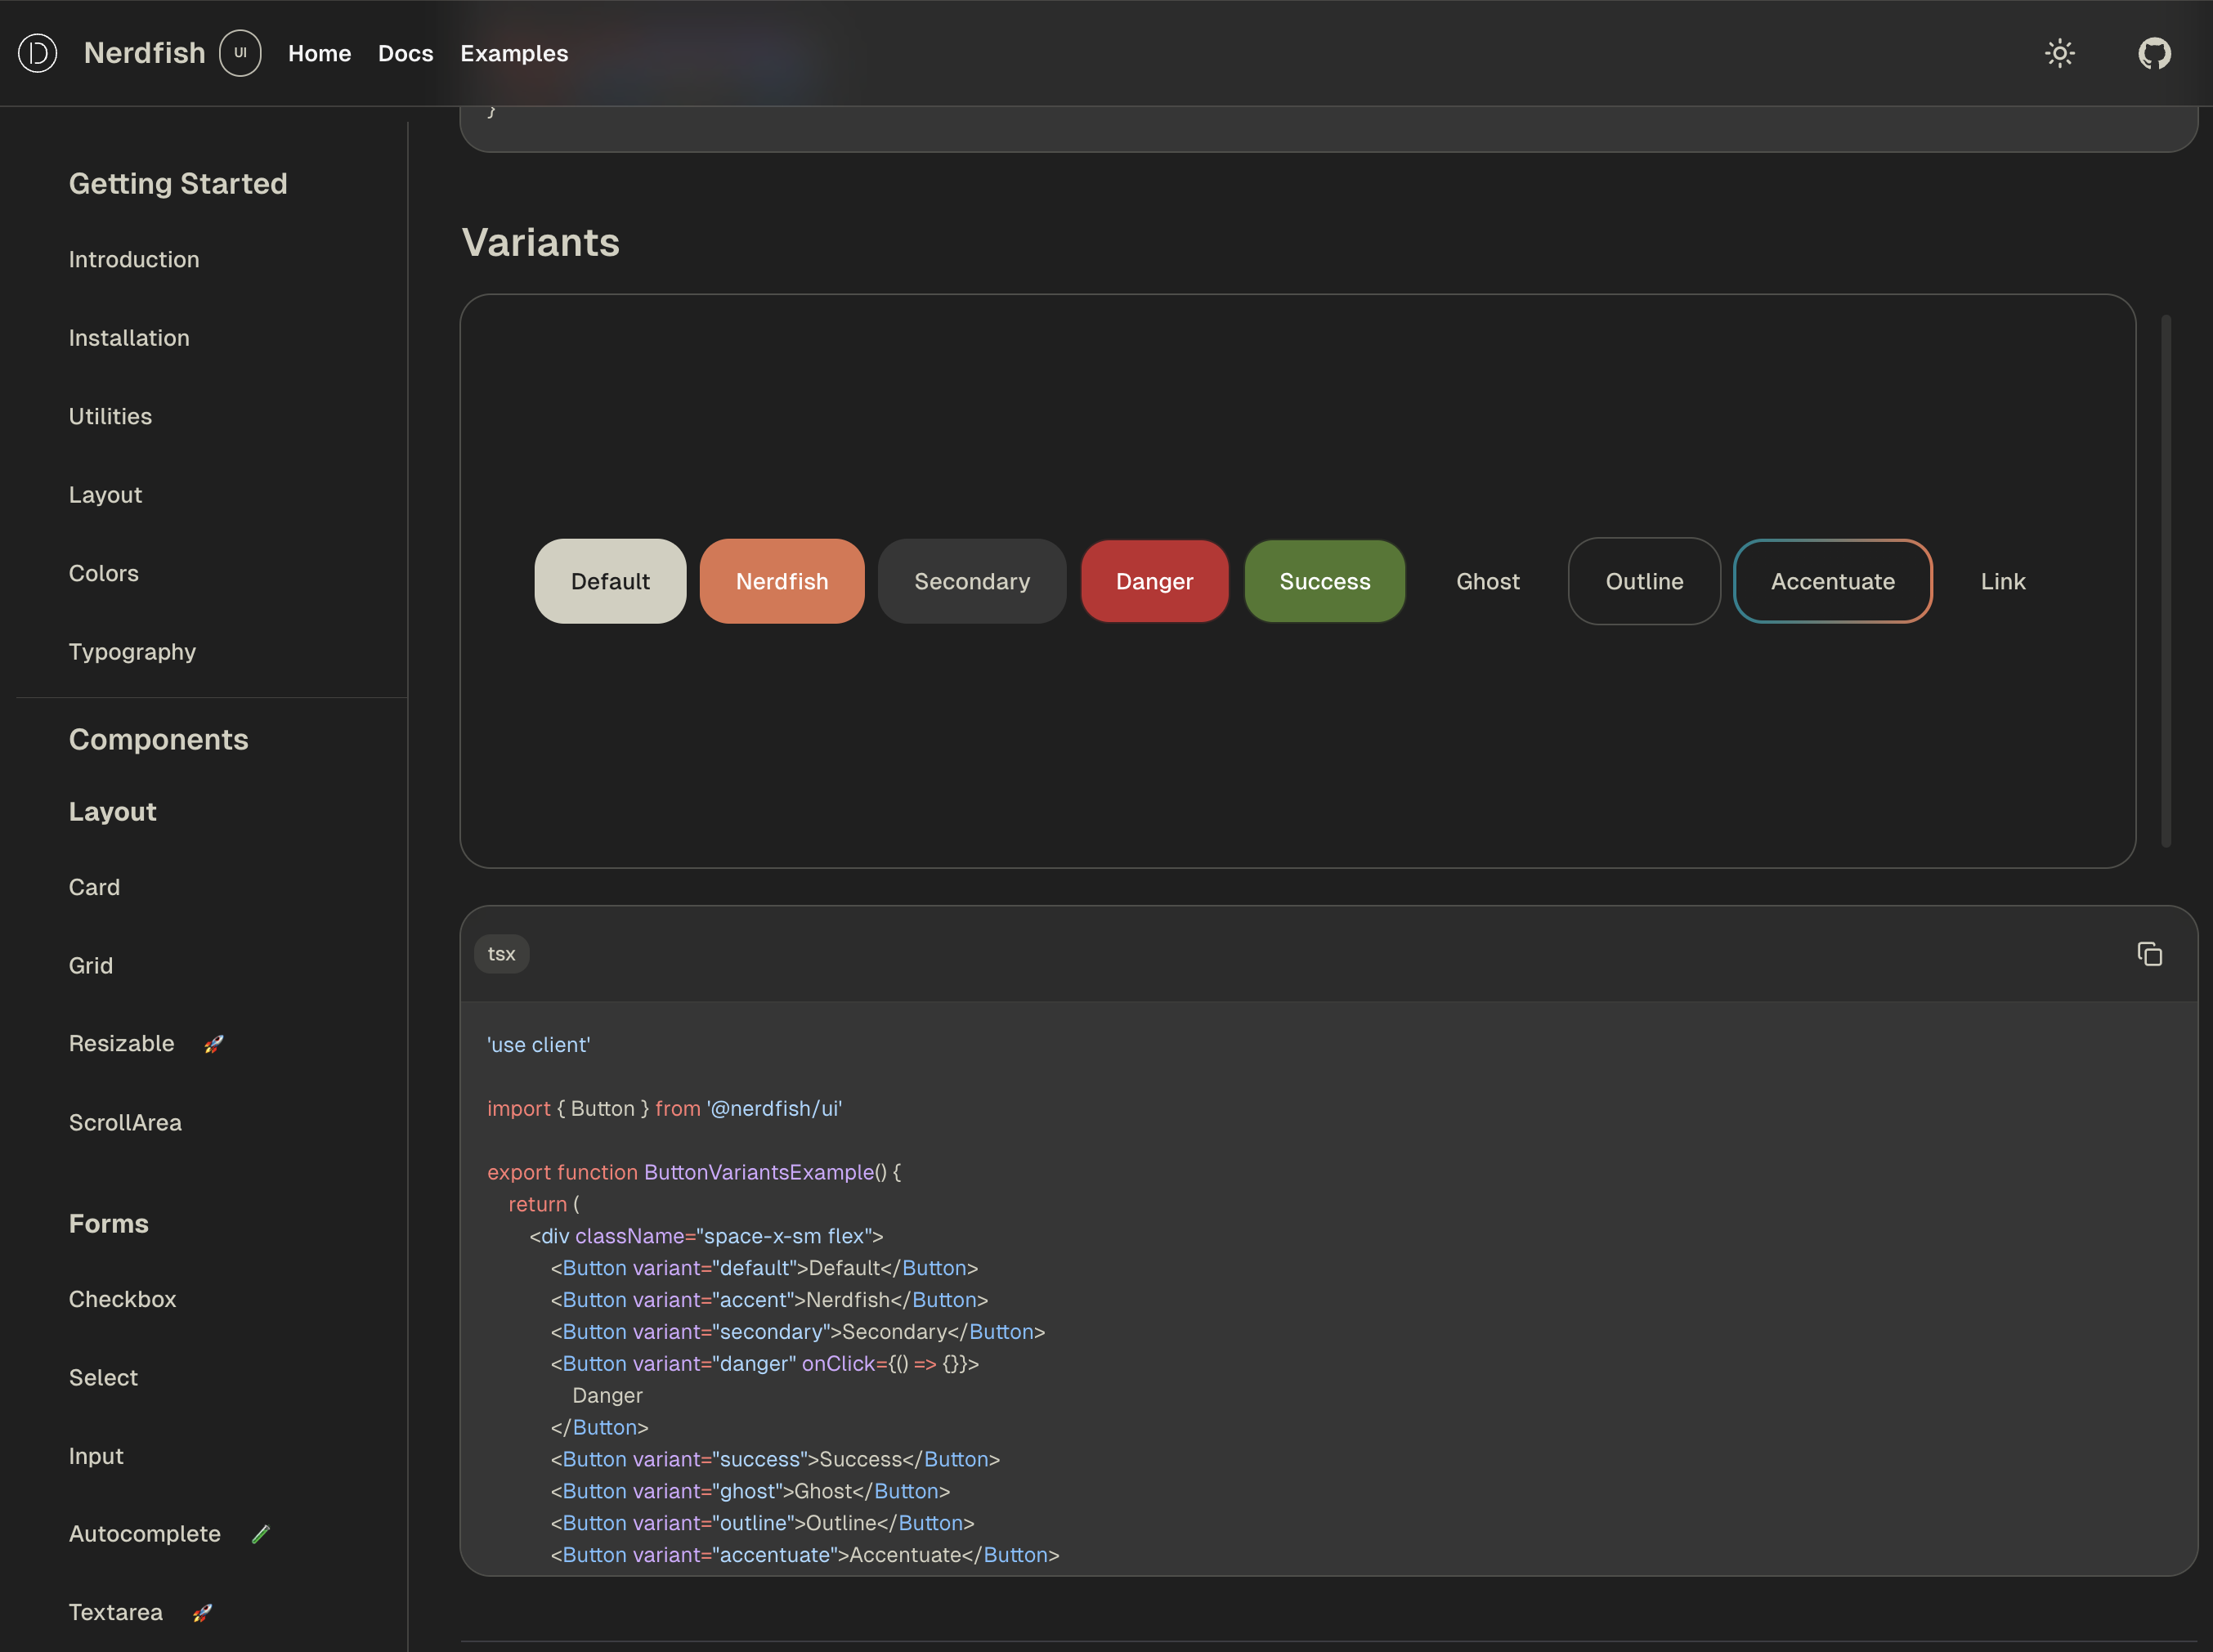 Nerdfish UI Home Docs Examples
Getting Started
Introduction
Installation
Utilities
Layout
Colors
Typography
Components
Layout
Card
Grid
Resizable 🚀
ScrollArea
Forms
Checkbox
Select
Input
Autocomplete 🧪
Textarea 🚀
}
Variants
Default Nerdfish Secondary Danger Success Ghost Outline Accentuate Link
tsx
'use client'
import { Button } from '@nerdfish/ui'
export function ButtonVariantsExample() {
return (
<div className="space-x-sm flex">
<Button variant="default">Default</Button>
<Button variant="accent">Nerdfish</Button>
<Button variant="secondary">Secondary</Button>
<Button variant="danger" onClick={() => {}}>
Danger
</Button>
<Button variant="success">Success</Button>
<Button variant="ghost">Ghost</Button>
<Button variant="outline">Outline</Button>
<Button variant="accentuate">Accentuate</Button>